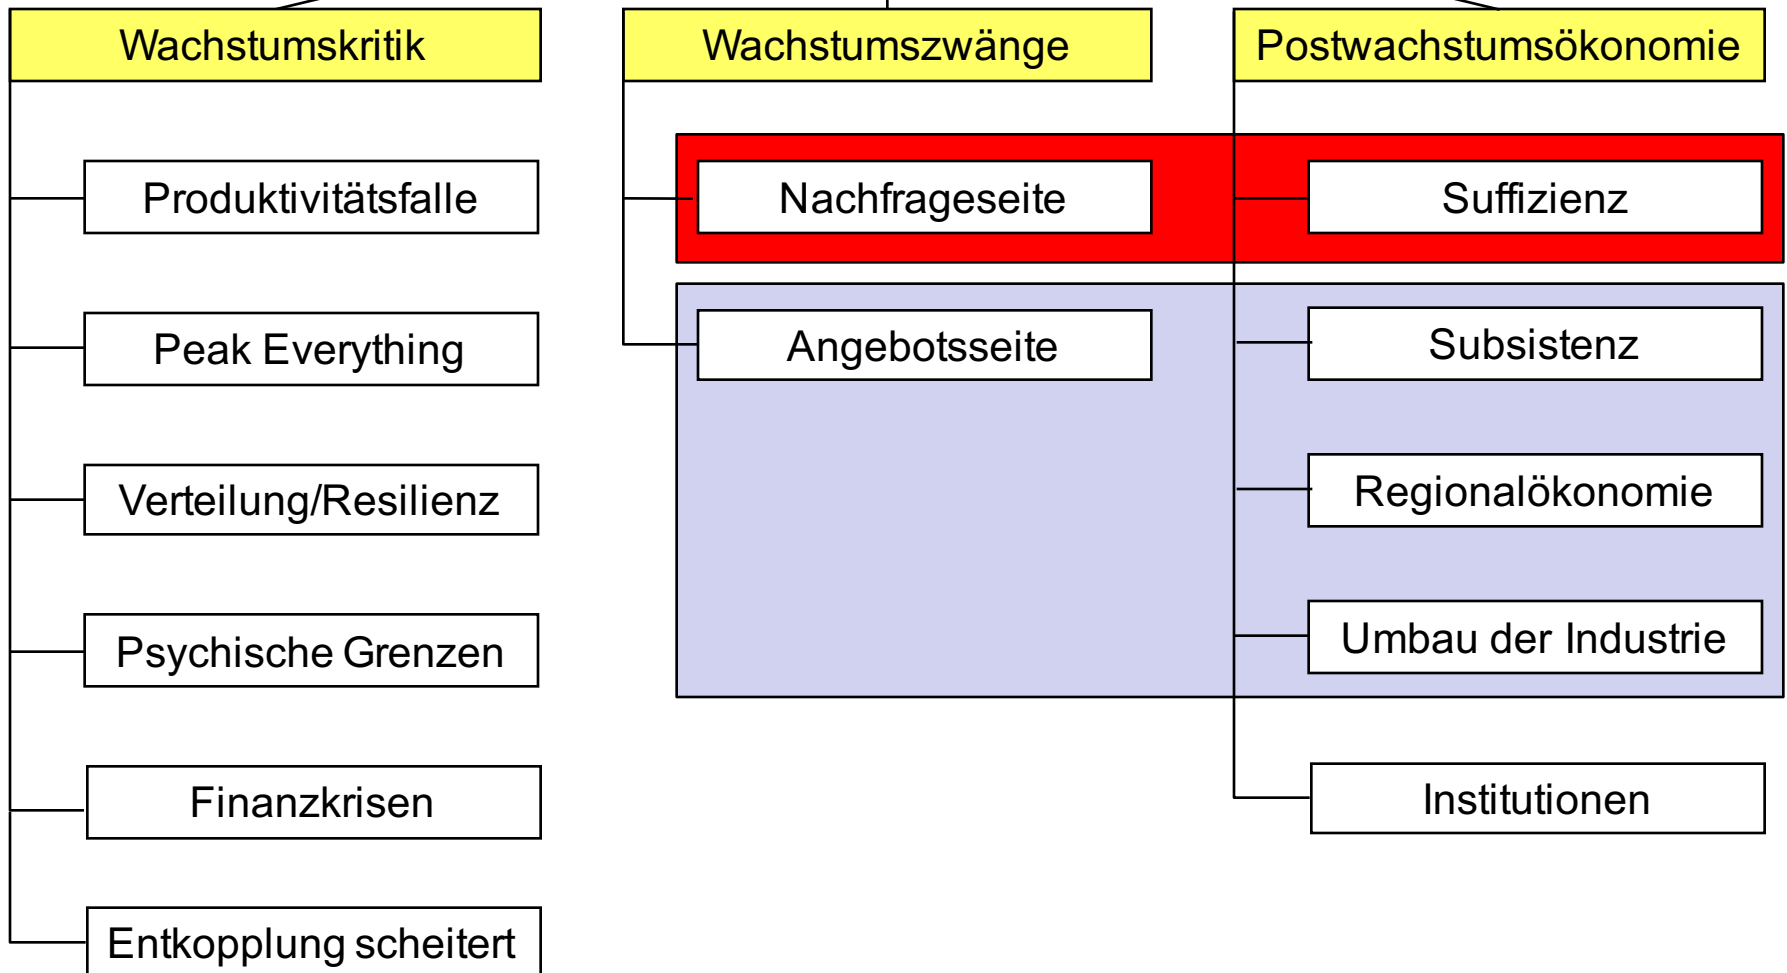 Wachstumskritik
Produktivitätsfalle
Peak Everything
Verteilung/Resilienz
Psychische Grenzen
Finanzkrisen
Entkopplung scheitert
Wachstumszwänge
Nachfrageseite
Angebotsseite
Postwachstumsökonomie
Suffizienz
Subsistenz
Regionalökonomie
Umbau der Industrie
Institutionen